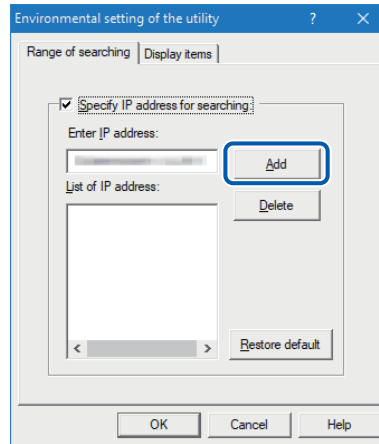 Environmental setting of the utility ? ×
Range of searching Display items
Specify IP address for searching:
Enter IP address:
Add
List of IP address:
Delete
Restore default
OK Cancel Help